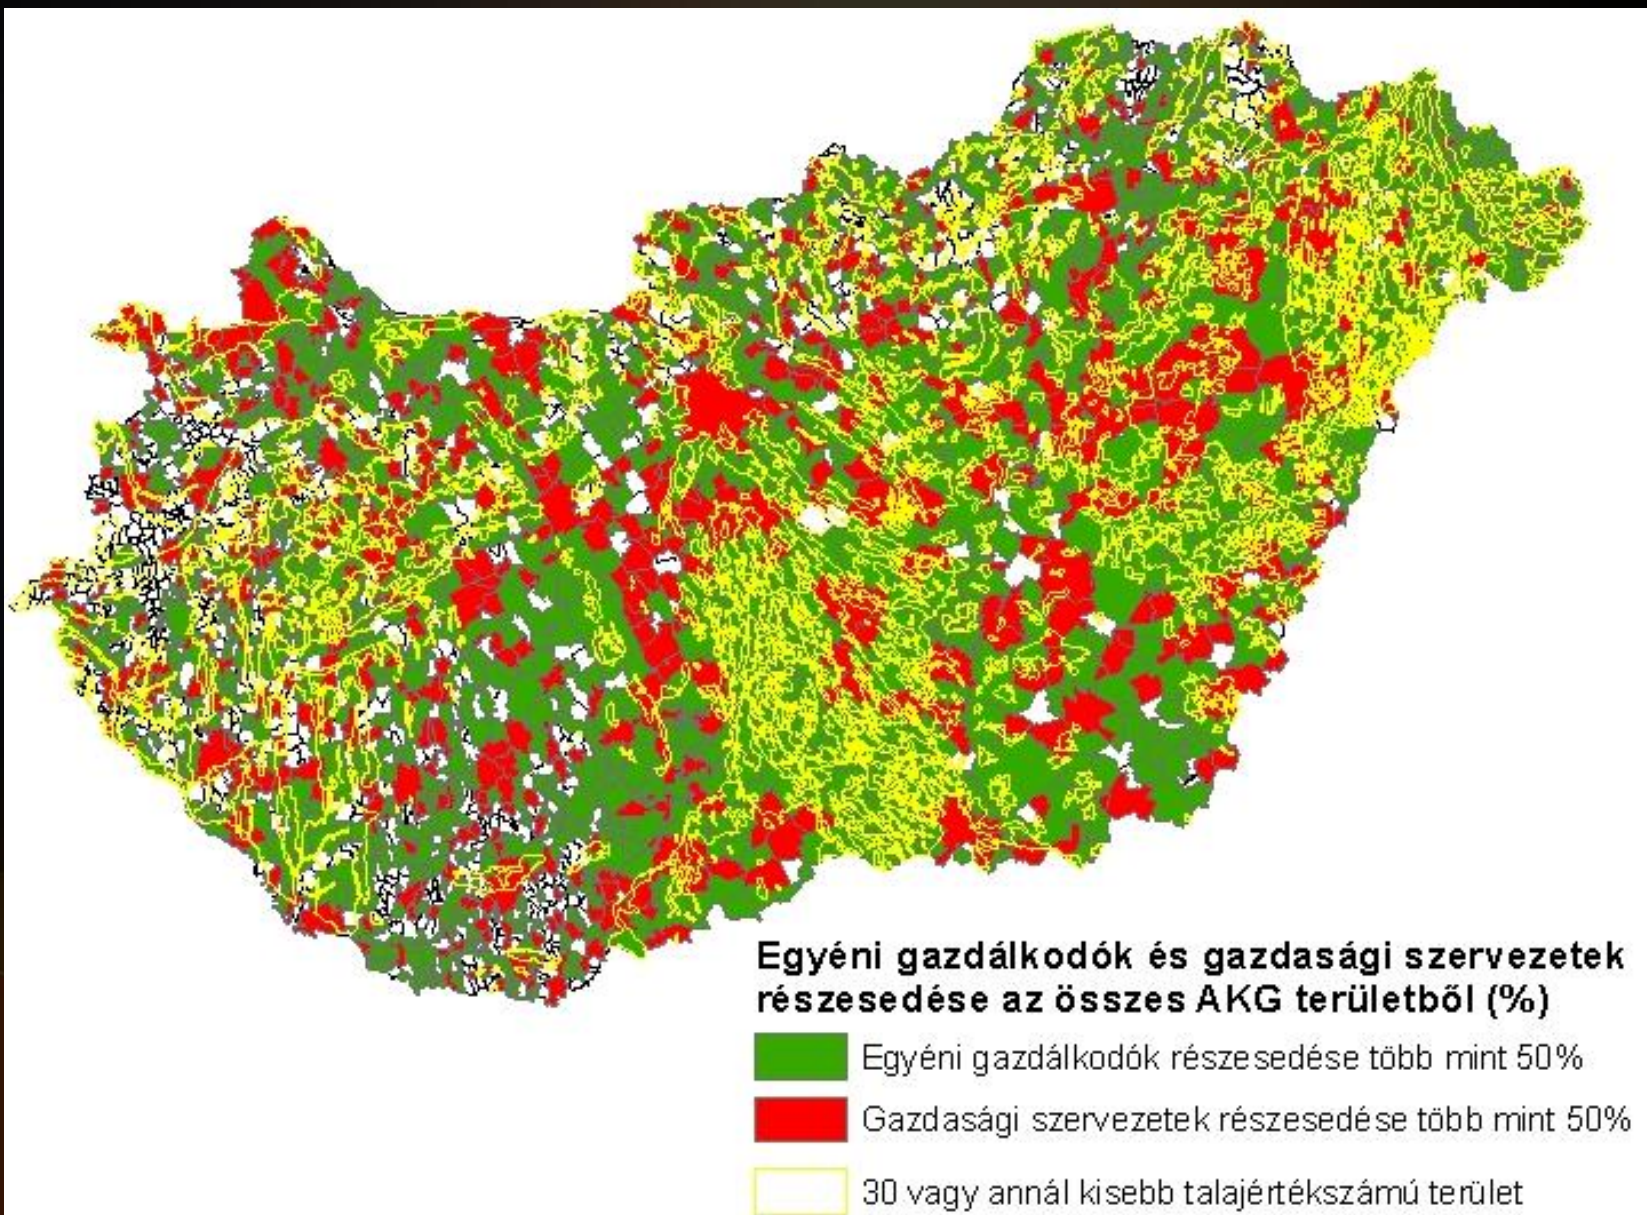 Egyéni gazdálkodók és gazdasági szervezetek
részesedése az összes AKG területből (%)
Egyéni gazdálkodók részesedése több mint 50%
Gazdasági szervezetek részesedése több mint 50%
30 vagy annál kisebb talajértékszámú terület